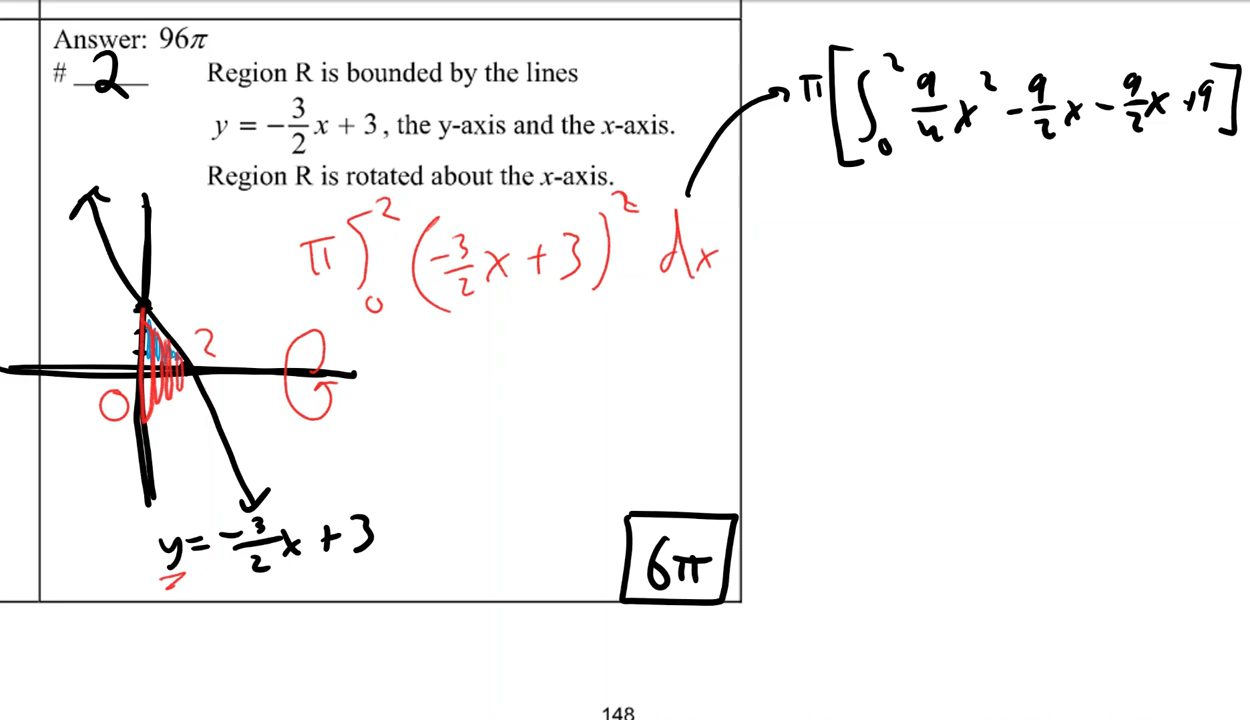 Answer: 96π
# 2
Region R is bounded by the lines
y = -3/2 x + 3, the y-axis and the x-axis.
Region R is rotated about the x-axis.
π ∫₀² (-3/2 x + 3)² dx
π [ ∫₀² 9/4 x² - 9/2 x - 9/2 x + 9 ]
2
0
y = -3/2 x + 3
6π
148